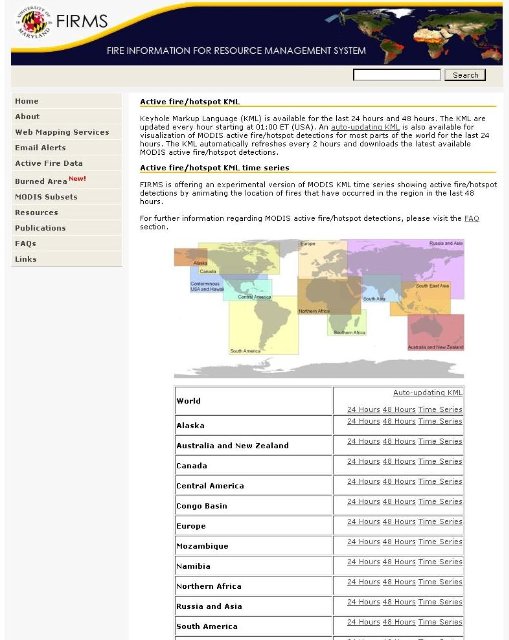 UNIVERSITY OF MARYLAND
FIRMS
FIRE INFORMATION FOR RESOURCE MANAGEMENT SYSTEM
Search
Home
About
Web Mapping Services
Email Alerts
Active Fire Data
Burned Area New!
MODIS Subsets
Resources
Publications
FAQs
Links
Active fire/hotspot KML
Keyhole Markup Language (KML) is available for the last 24 hours and 48 hours. The KML are
updated every hour starting at 01:00 ET (USA). An auto-updating KML is also available for
visualization of MODIS active fire/hotspot detections for most parts of the world for the last 24
hours. The KML automatically refreshes every 2 hours and downloads the latest available
MODIS active fire/hotspot detections.
Active fire/hotspot KML time series
FIRMS is offering an experimental version of MODIS KML time series showing active fire/hotspot
detections by animating the location of fires that have occurred in the region in the last 48
hours.
For further information regarding MODIS active fire/hotspot detections, please visit the FAQ
section.
Europe
Russia and Asia
Alaska
Canada
Conterminous
USA and Hawaii
Central America
South Asia
South East Asia
Northern Africa
Southern Africa
South America
Australia and New Zealand
World
Auto-updating KML
24 Hours 48 Hours Time Series
Alaska 24 Hours 48 Hours Time Series
Australia and New Zealand 24 Hours 48 Hours Time Series
Canada 24 Hours 48 Hours Time Series
Central America 24 Hours 48 Hours Time Series
Congo Basin 24 Hours 48 Hours Time Series
Europe 24 Hours 48 Hours Time Series
Mozambique 24 Hours 48 Hours Time Series
Namibia 24 Hours 48 Hours Time Series
Northern Africa 24 Hours 48 Hours Time Series
Russia and Asia 24 Hours 48 Hours Time Series
South America 24 Hours 48 Hours Time Series